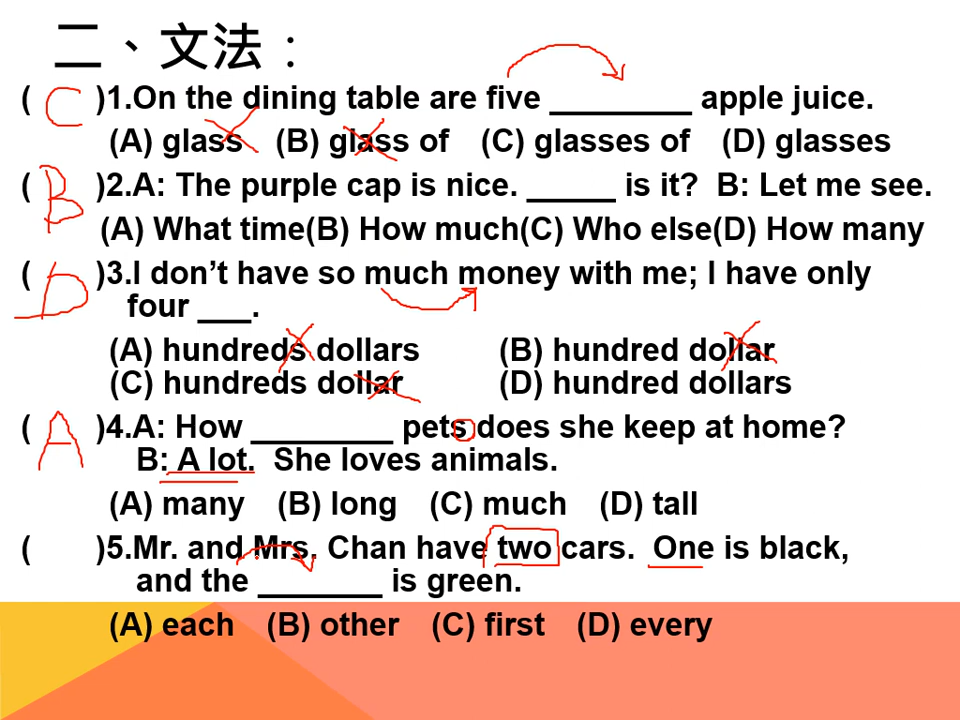 二、文法：
( C )1.On the dining table are five ________ apple juice.
(A) glass (B) glass of (C) glasses of (D) glasses
( B )2.A: The purple cap is nice. _____ is it? B: Let me see.
(A) What time(B) How much(C) Who else(D) How many
( D )3.I don’t have so much money with me; I have only
four ___.
(A) hundreds dollars (B) hundred dollar
(C) hundreds dollar (D) hundred dollars
( A )4.A: How ________ pets does she keep at home?
B: A lot. She loves animals.
(A) many (B) long (C) much (D) tall
( )5.Mr. and Mrs. Chan have two cars. One is black,
and the _______ is green.
(A) each (B) other (C) first (D) every